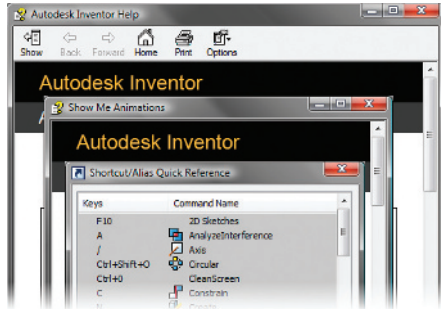 Autodesk Inventor Help
Show Back Forward Home Print Options
Autodesk Inventor
Show Me Animations
Autodesk Inventor
Shortcut/Alias Quick Reference
Keys Command Name
F10 2D Sketches
A AnalyzeInterference
/ Axis
Ctrl+Shift+O Circular
Ctrl+0 CleanScreen
C Constrain